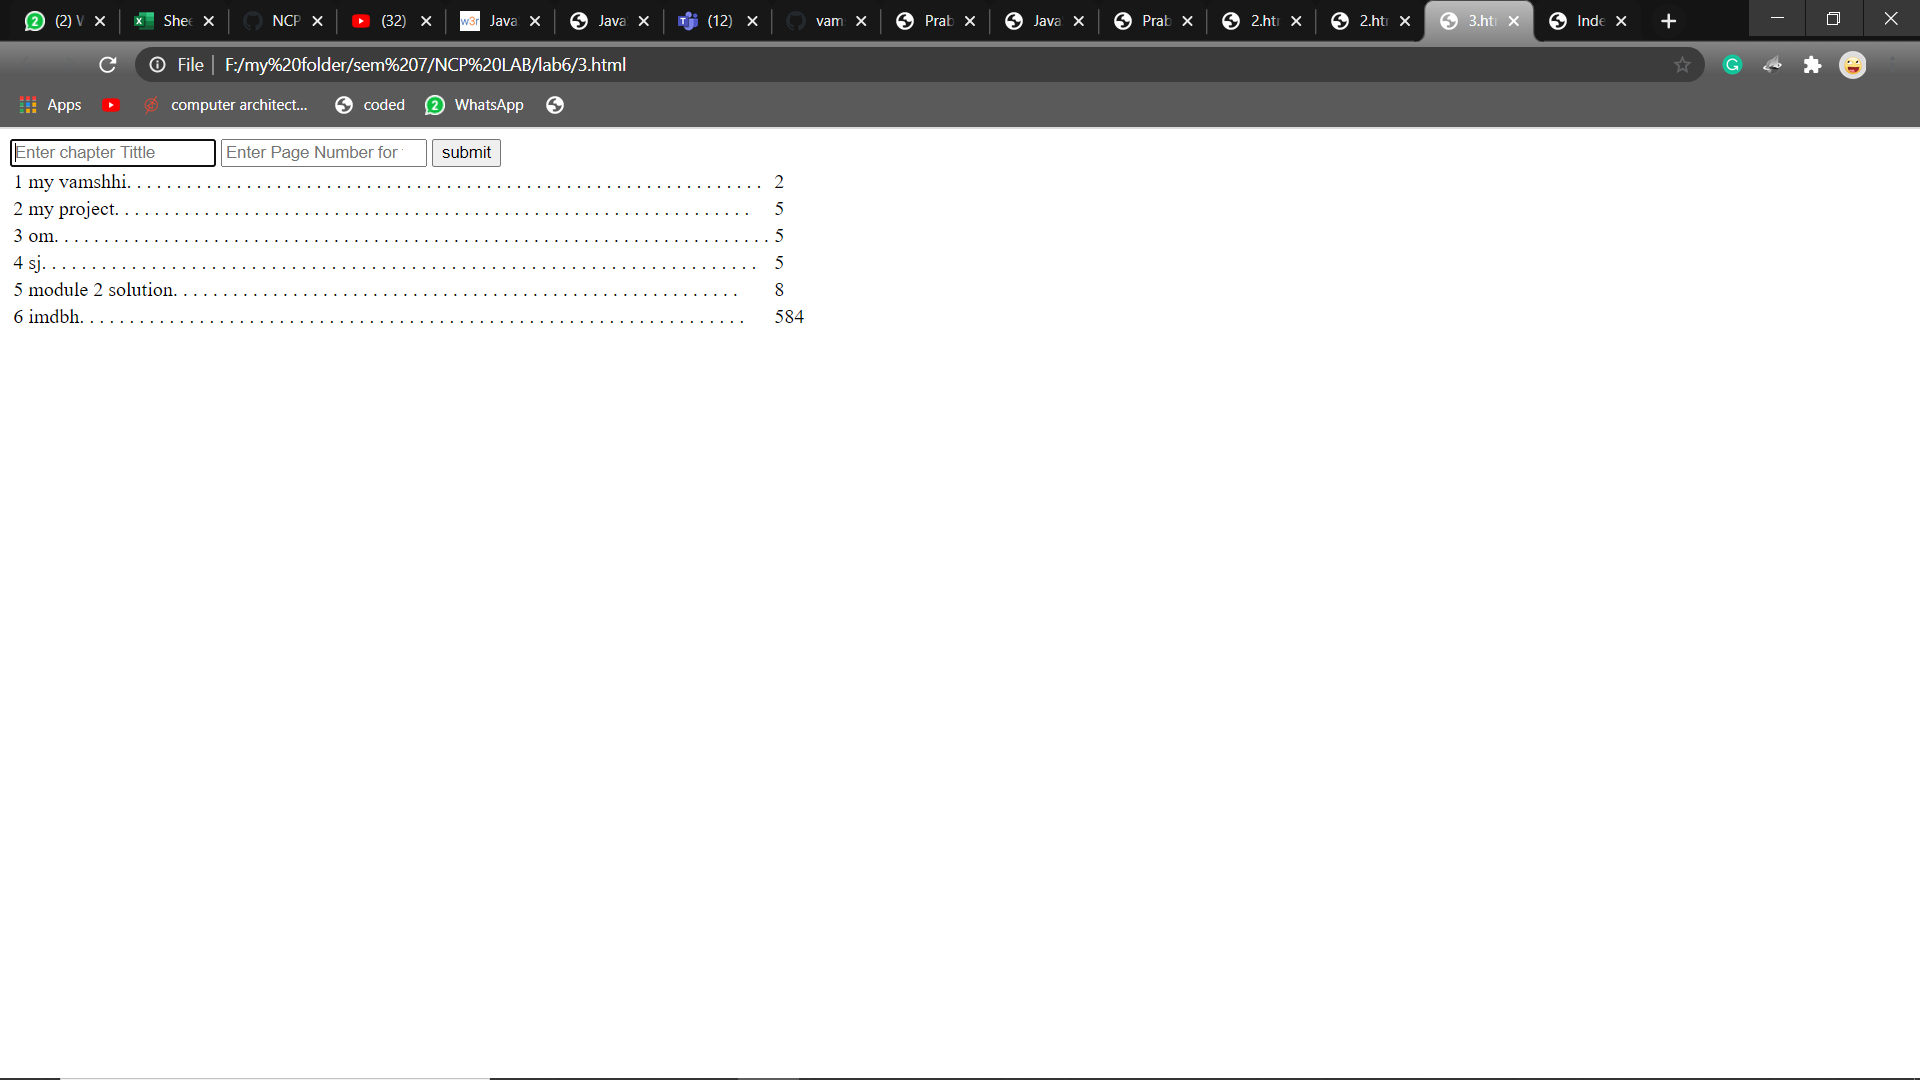 (2) W Shee NCP (32) Java Java (12) vam Prab Java Prab 2.htr 2.htr 3.htr Inde
File F:/my%20folder/sem%207/NCP%20LAB/lab6/3.html
Apps computer architect... coded WhatsApp
Enter chapter Tittle Enter Page Number for submit
1 my vamshhi. . . . . . . . . . . . . . . . . . . . . . . . . . . . . . . . . . . . . . . . . . . . . . . . . . . . . . . . . . . . . . . . 2
2 my project. . . . . . . . . . . . . . . . . . . . . . . . . . . . . . . . . . . . . . . . . . . . . . . . . . . . . . . . . . . . . . . . 5
3 om. . . . . . . . . . . . . . . . . . . . . . . . . . . . . . . . . . . . . . . . . . . . . . . . . . . . . . . . . . . . . . . . . . . . . . . . 5
4 sj. . . . . . . . . . . . . . . . . . . . . . . . . . . . . . . . . . . . . . . . . . . . . . . . . . . . . . . . . . . . . . . . . . . . . . . . 5
5 module 2 solution. . . . . . . . . . . . . . . . . . . . . . . . . . . . . . . . . . . . . . . . . . . . . . . . . . . . . . . . . 8
6 imdbh. . . . . . . . . . . . . . . . . . . . . . . . . . . . . . . . . . . . . . . . . . . . . . . . . . . . . . . . . . . . . . . . . . . 584